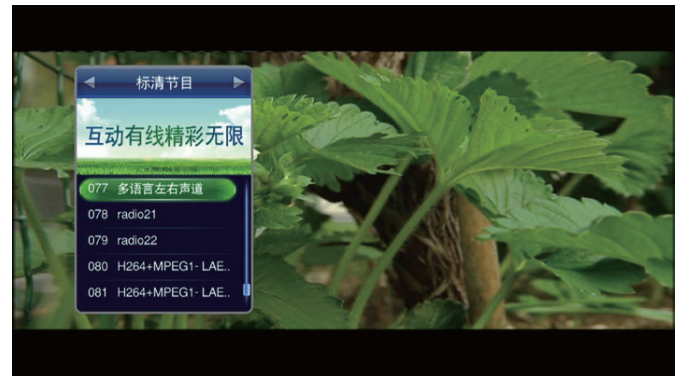 标清节目
互动有线精彩无限
077 多语言左右声道
078 radio21
079 radio22
080 H264+MPEG1- LAE..
081 H264+MPEG1- LAE..